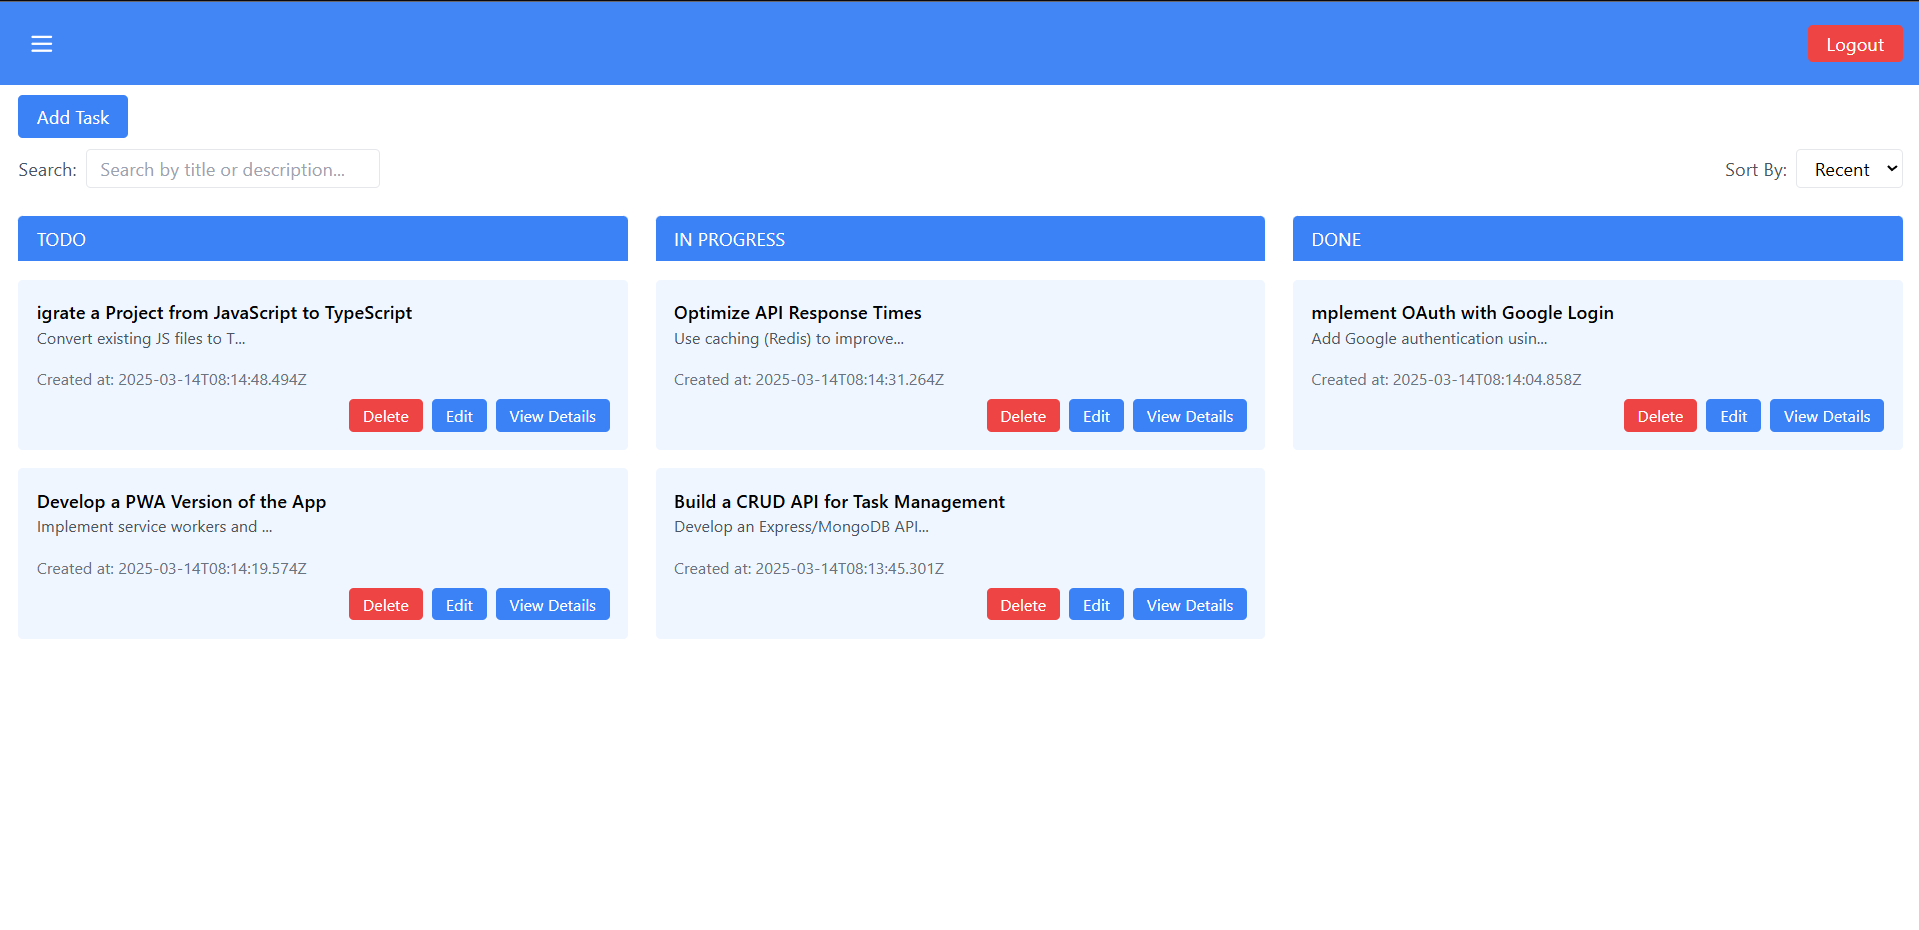 Logout
Add Task
Search: Search by title or description...
Sort By: Recent
TODO
igrate a Project from JavaScript to TypeScript
Convert existing JS files to T...
Created at: 2025-03-14T08:14:48.494Z
Delete Edit View Details
Develop a PWA Version of the App
Implement service workers and ...
Created at: 2025-03-14T08:14:19.574Z
Delete Edit View Details
IN PROGRESS
Optimize API Response Times
Use caching (Redis) to improve...
Created at: 2025-03-14T08:14:31.264Z
Delete Edit View Details
Build a CRUD API for Task Management
Develop an Express/MongoDB API...
Created at: 2025-03-14T08:13:45.301Z
Delete Edit View Details
DONE
mplement OAuth with Google Login
Add Google authentication usin...
Created at: 2025-03-14T08:14:04.858Z
Delete Edit View Details